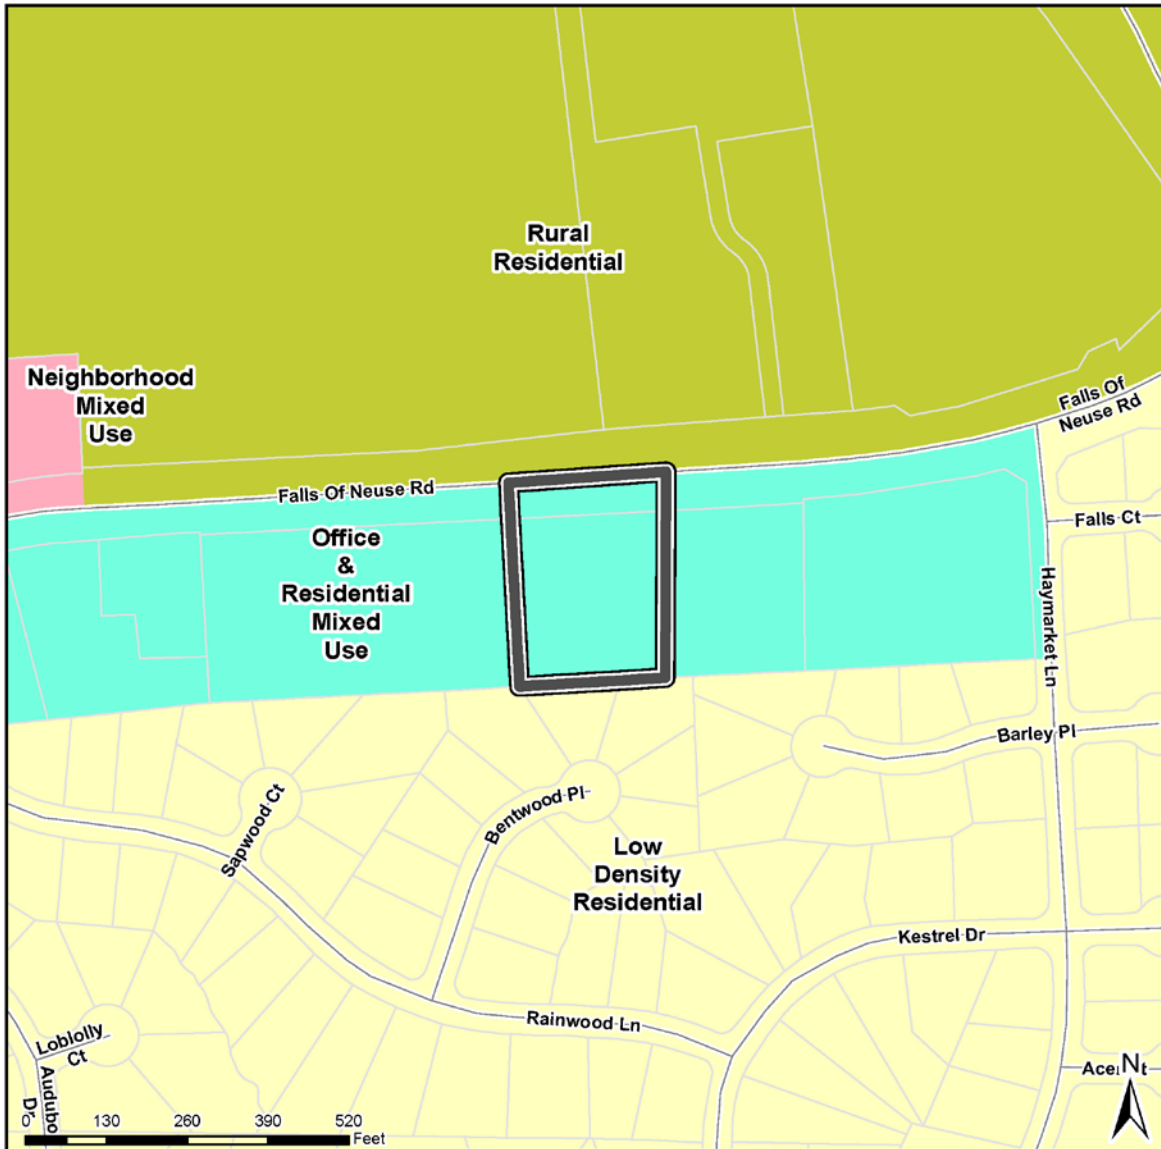 Rural
Residential
Neighborhood
Mixed
Use
Falls Of
Neuse Rd
Falls Of Neuse Rd
Falls Ct
Office
&
Residential
Mixed
Use
Haymarket Ln
Barley Pl
Sapwood Ct
Bentwood Pl
Low
Density
Residential
Kestrel Dr
Rainwood Ln
Loblolly
Ct
Audubo
Dr
N
0 130 260 390 520
Feet